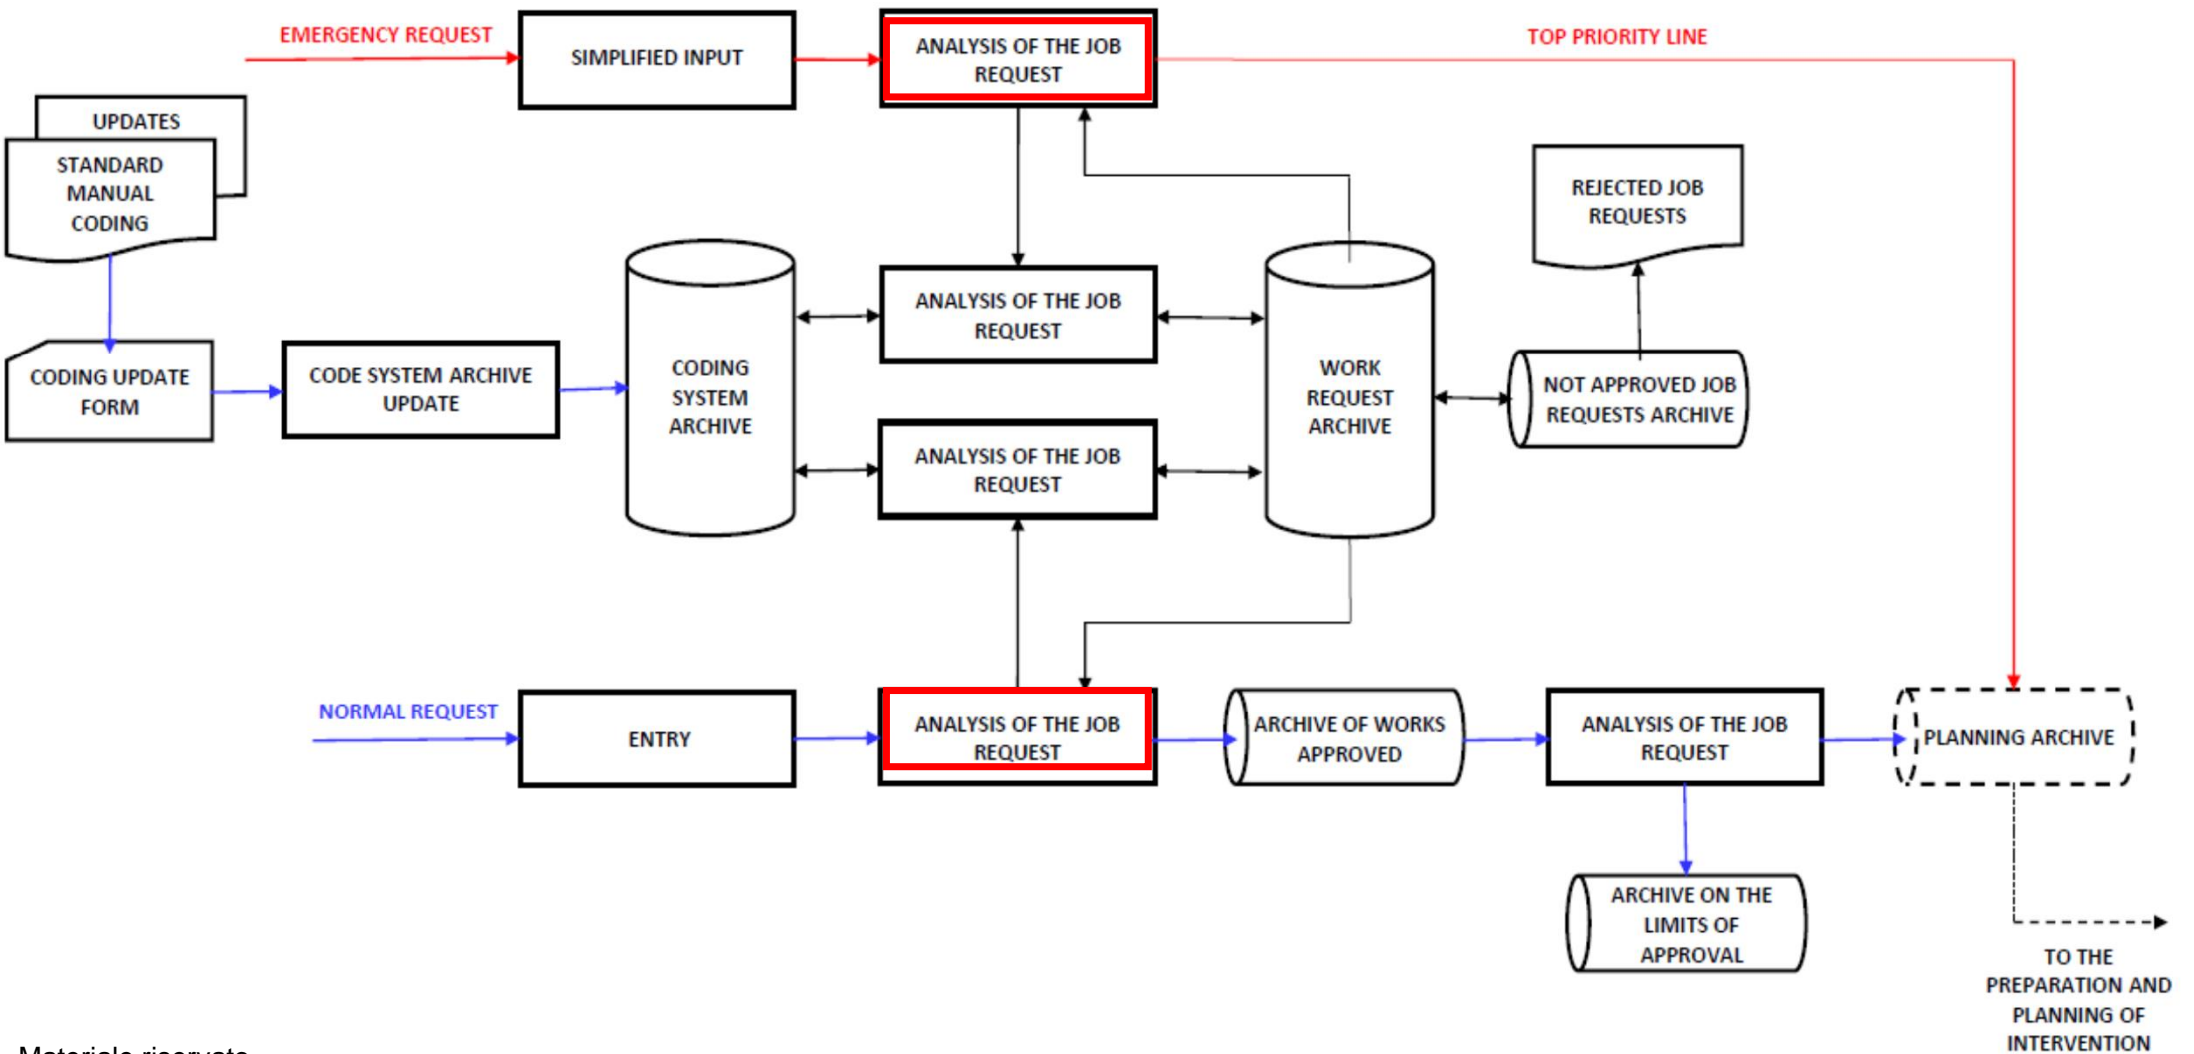 EMERGENCY REQUEST
SIMPLIFIED INPUT
ANALYSIS OF THE JOB
REQUEST
TOP PRIORITY LINE
UPDATES
STANDARD
MANUAL
CODING
REJECTED JOB
REQUESTS
ANALYSIS OF THE JOB
REQUEST
CODING UPDATE
FORM
CODE SYSTEM ARCHIVE
UPDATE
CODING
SYSTEM
ARCHIVE
WORK
REQUEST
ARCHIVE
NOT APPROVED JOB
REQUESTS ARCHIVE
ANALYSIS OF THE JOB
REQUEST
NORMAL REQUEST
ENTRY
ANALYSIS OF THE JOB
REQUEST
ARCHIVE OF WORKS
APPROVED
ANALYSIS OF THE JOB
REQUEST
PLANNING ARCHIVE
ARCHIVE ON THE
LIMITS OF
APPROVAL
TO THE
PREPARATION AND
PLANNING OF
INTERVENTION
Materiale riservato